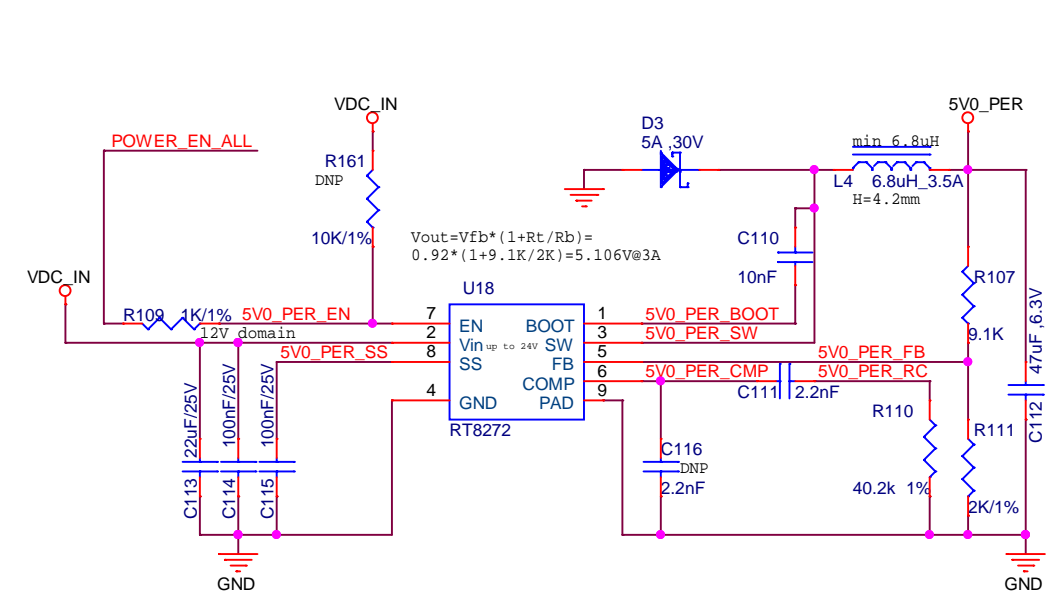 VDC_IN
5V0_PER
POWER_EN_ALL
D3
5A ,30V
min 6.8uH
R161
DNP
L4 6.8uH_3.5A
H=4.2mm
10K/1%
Vout=Vfb*(1+Rt/Rb)=
0.92*(1+9.1K/2K)=5.106V@3A
C110
10nF
VDC_IN
U18
R107
9.1K
R109 1K/1% 5V0_PER_EN
12V domain
7 EN
2 Vin up to 24V
8 SS
4 GND
BOOT 1
SW 3
FB 5
COMP 6
PAD 9
RT8272
5V0_PER_SS
5V0_PER_BOOT
5V0_PER_SW
5V0_PER_FB
5V0_PER_CMP
5V0_PER_RC
C111 2.2nF
47uF,6.3V
C112
22uF/25V
C113
100nF/25V
C114
100nF/25V
C115
C116
DNP
2.2nF
R110
40.2k 1%
R111
2K/1%
GND
GND